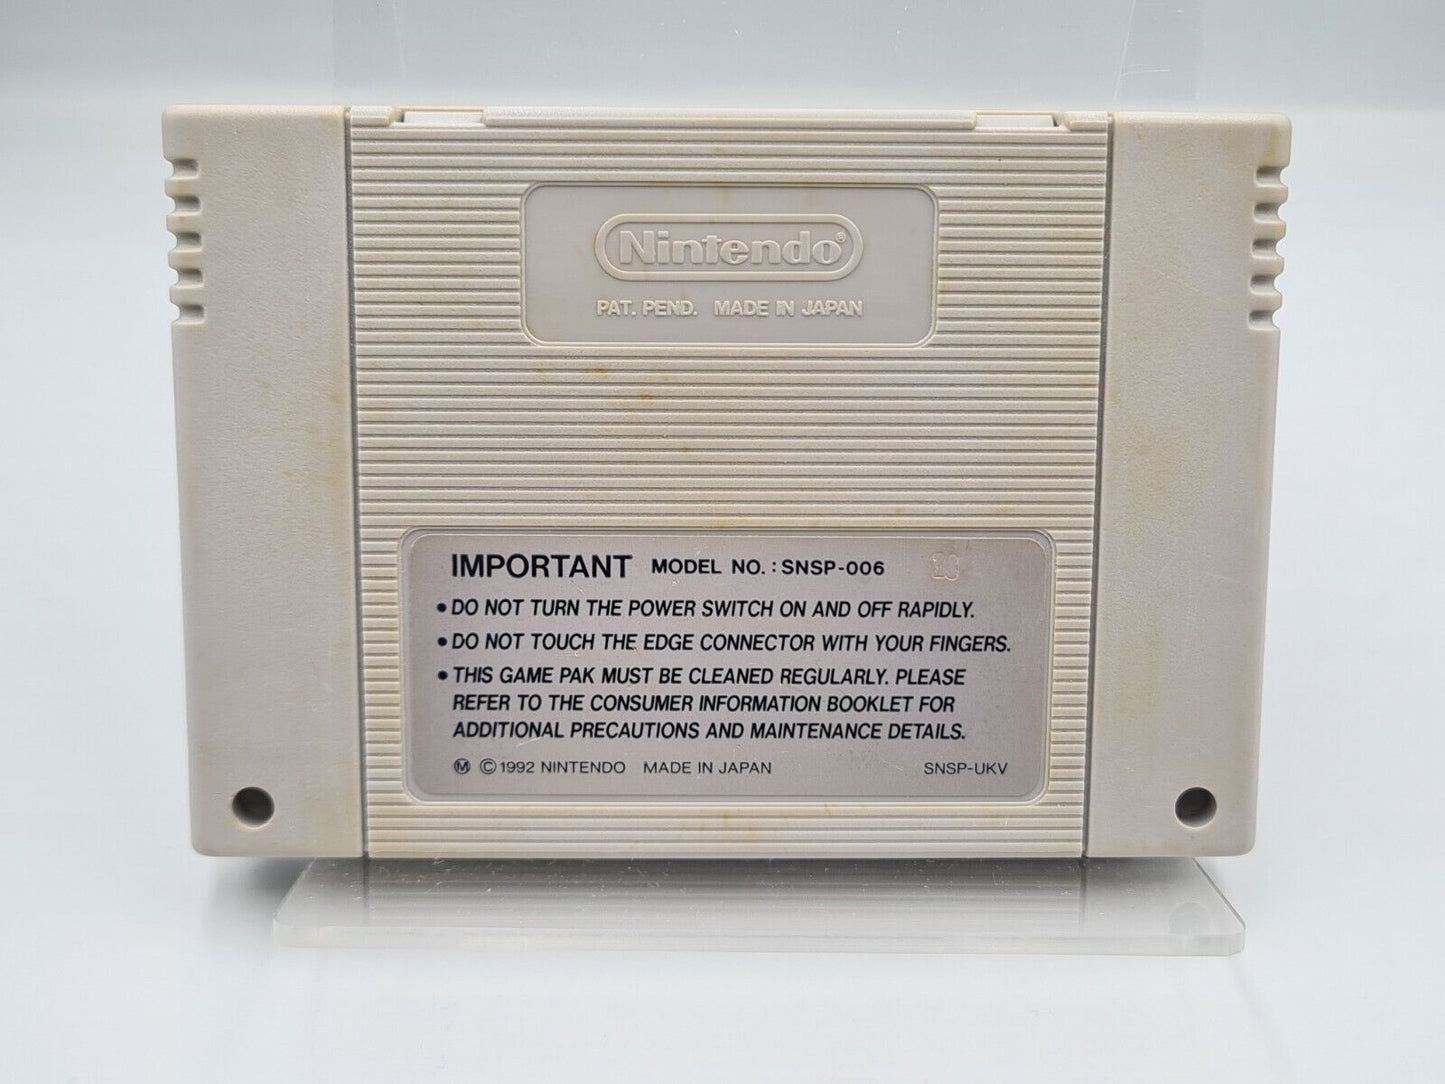 Nintendo®
PAT. PEND. MADE IN JAPAN
IMPORTANT MODEL NO. : SNSP-006
• DO NOT TURN THE POWER SWITCH ON AND OFF RAPIDLY.
• DO NOT TOUCH THE EDGE CONNECTOR WITH YOUR FINGERS.
• THIS GAME PAK MUST BE CLEANED REGULARLY. PLEASE
REFER TO THE CONSUMER INFORMATION BOOKLET FOR
ADDITIONAL PRECAUTIONS AND MAINTENANCE DETAILS.
Ⓜ ©1992 NINTENDO MADE IN JAPAN SNSP-UKV